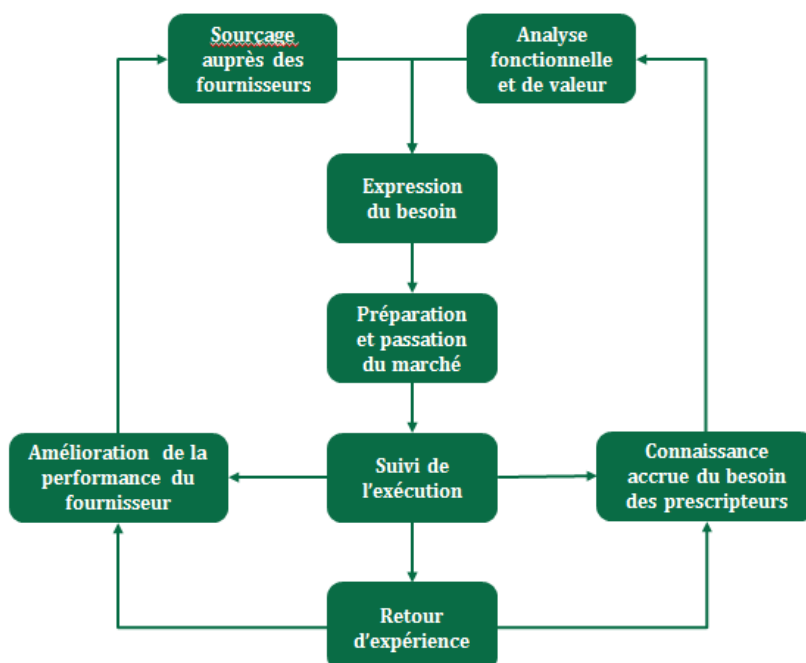 Sourçage
auprès des
fournisseurs
Analyse
fonctionnelle
et de valeur
Expression
du besoin
Préparation
et passation
du marché
Amélioration de la
performance du
fournisseur
Suivi de
l'exécution
Connaissance
accrue du besoin
des prescripteurs
Retour
d'expérience